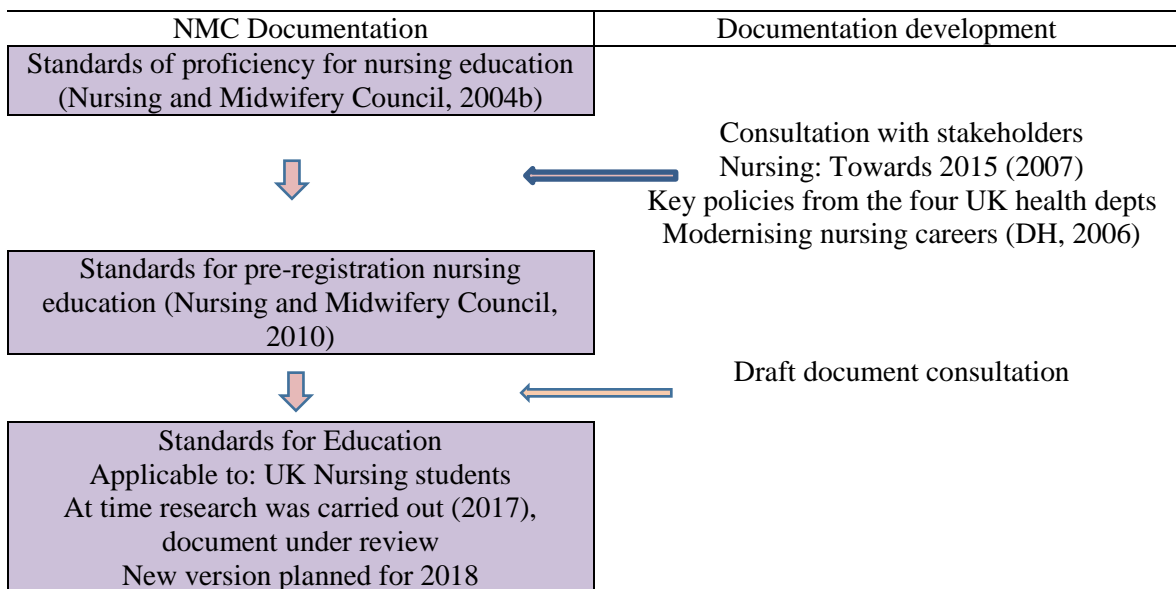 NMC Documentation
Documentation development
Standards of proficiency for nursing education
(Nursing and Midwifery Council, 2004b)
Consultation with stakeholders
Nursing: Towards 2015 (2007)
Key policies from the four UK health depts
Modernising nursing careers (DH, 2006)
Standards for pre-registration nursing
education (Nursing and Midwifery Council,
2010)
Draft document consultation
Standards for Education
Applicable to: UK Nursing students
At time research was carried out (2017),
document under review
New version planned for 2018